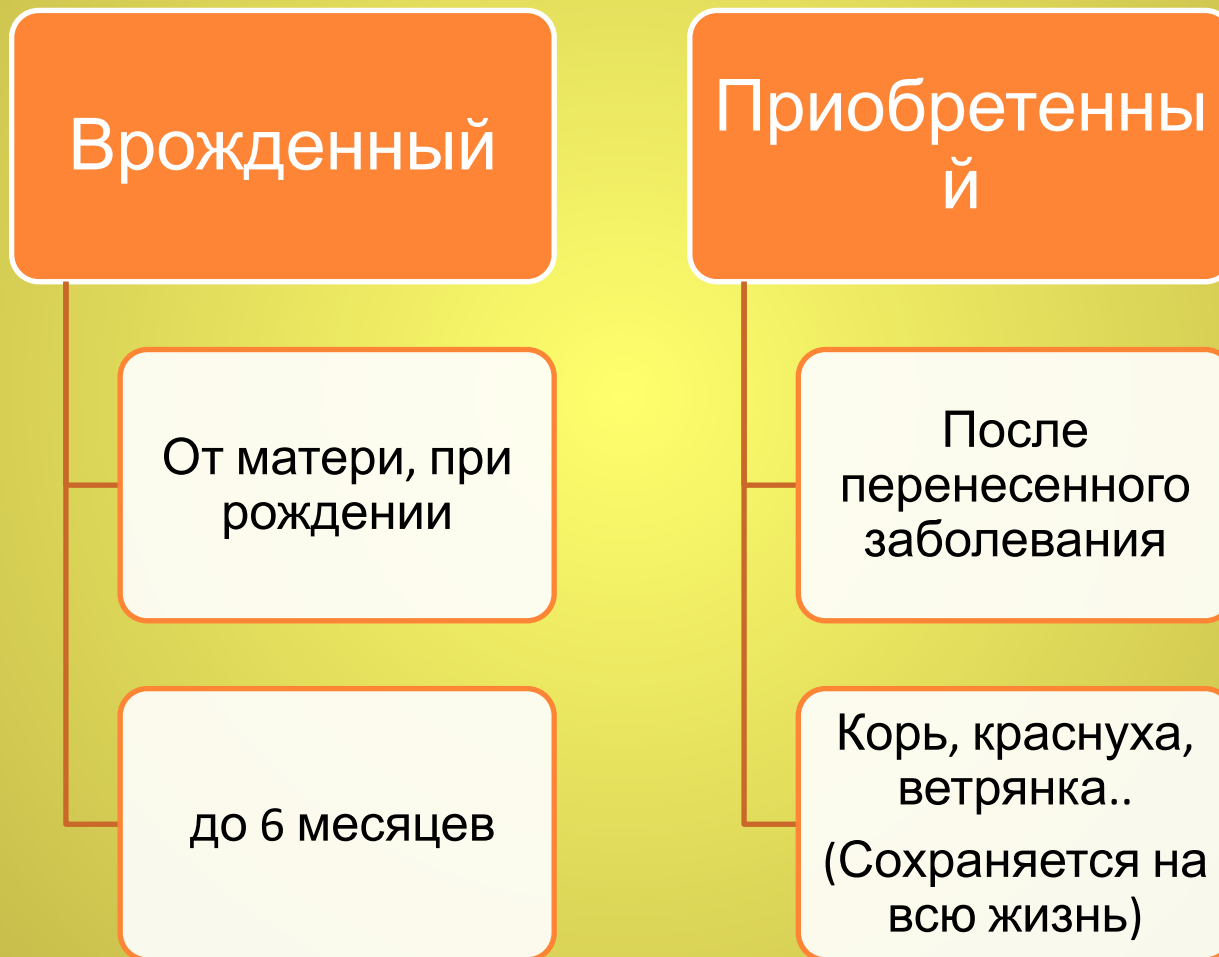 Врожденный
От матери, при
рождении
до 6 месяцев
Приобретенны
й
После
перенесенного
заболевания
Корь, краснуха,
ветрянка..
(Сохраняется на
всю жизнь)